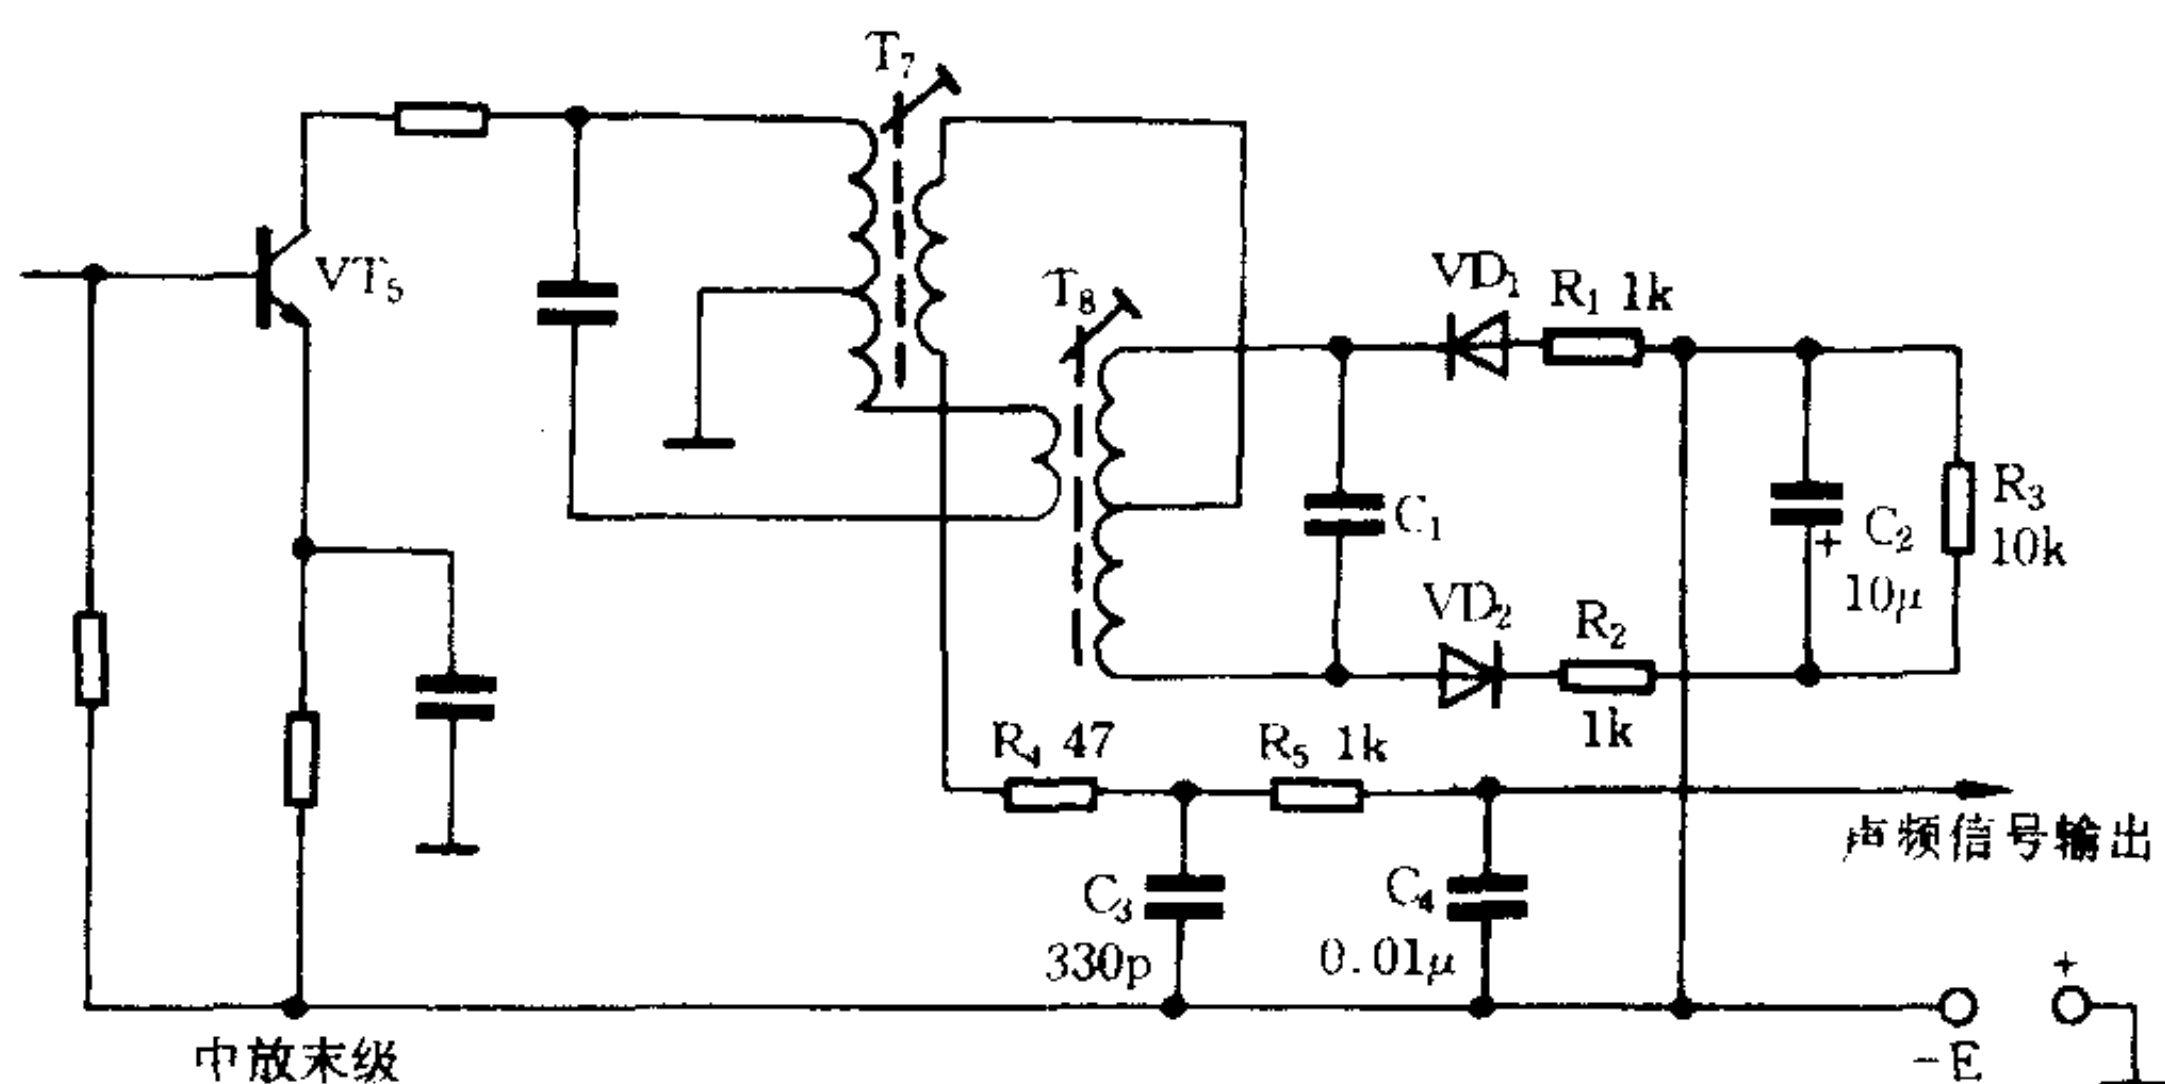 T₇
VT₅
T₈
VD₁
R₁ 1k
C₁
C₂
10μ
+
R₃
10k
VD₂
R₂
1k
R₄ 47
R₅ 1k
声频信号输出
C₃
330p
C₄
0.01μ
+
-E
中放末级